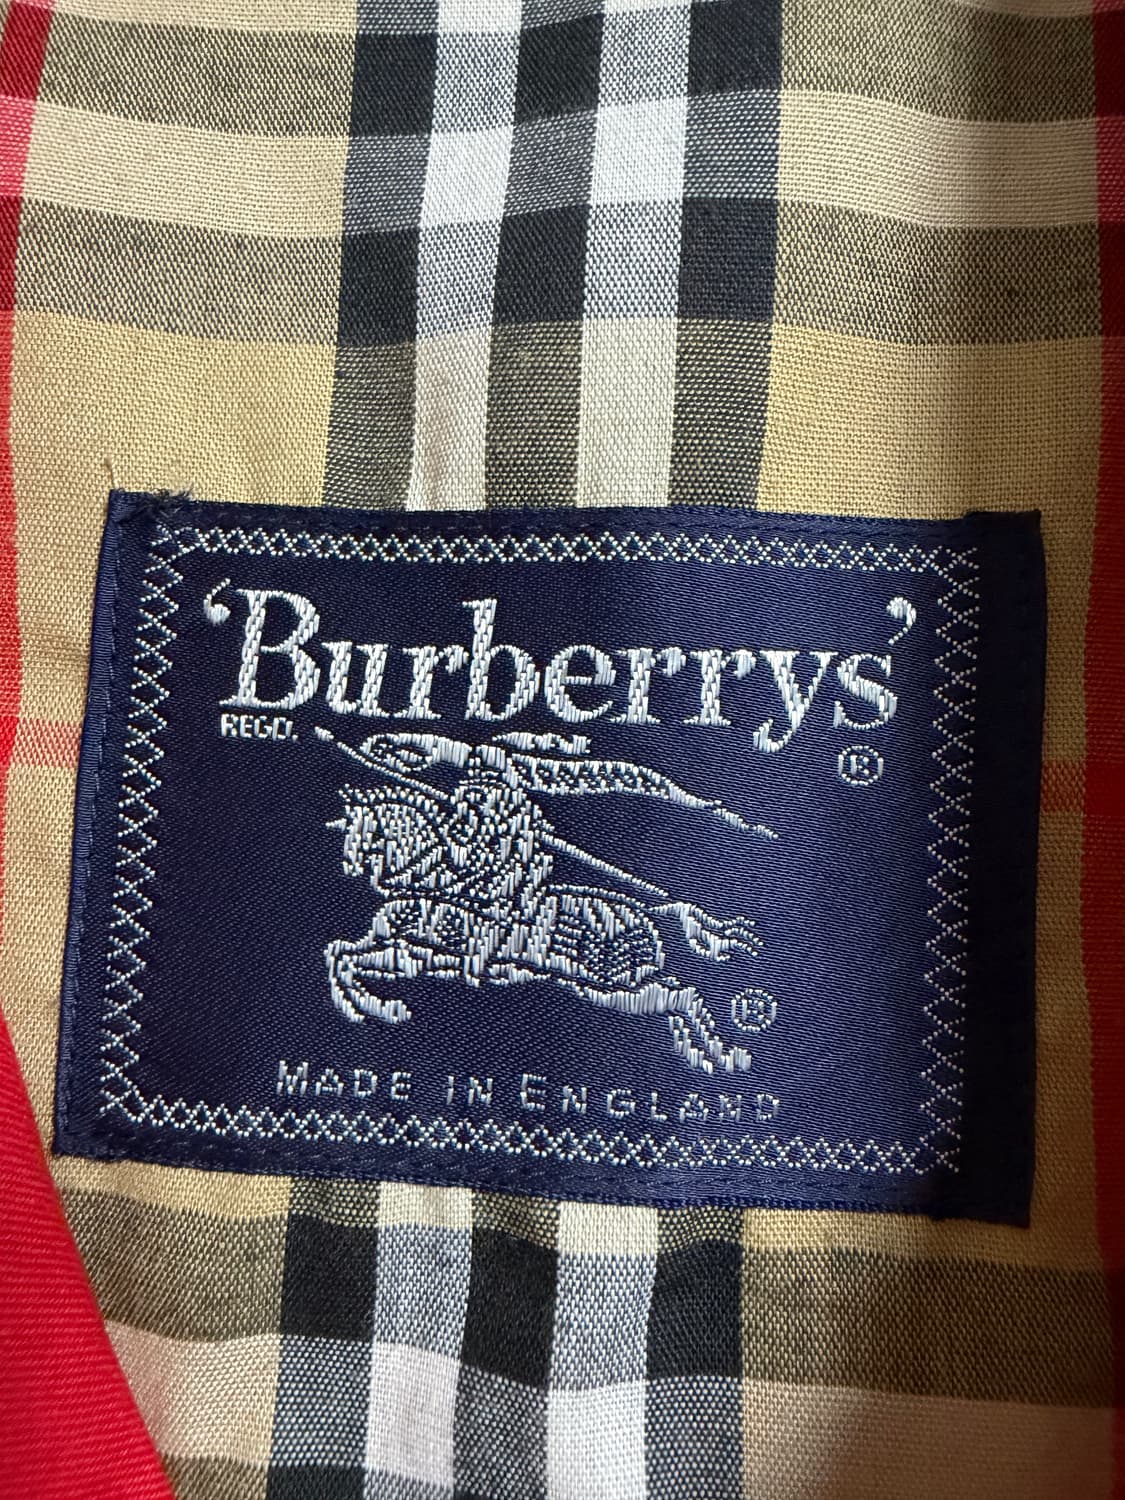 ‘Burberrys’
REGD.
®
®
MADE IN ENGLAND